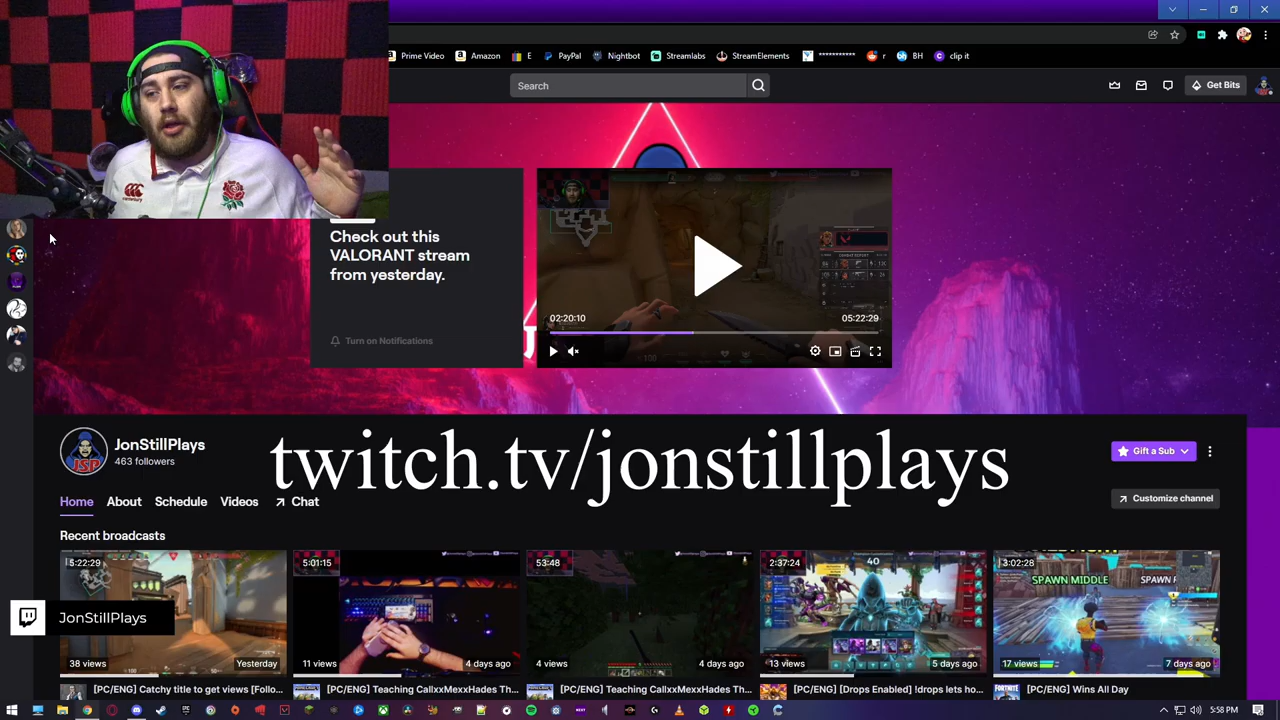 Prime Video
Amazon
E
PayPal
Nightbot
Streamlabs
StreamElements
***********
r
BH
clip it
Search
Get Bits
Check out this
VALORANT stream
from yesterday.
Turn on Notifications
02:20:10
05:22:29
JonStillPlays
463 followers
twitch.tv/jonstillplays
Gift a Sub
Home
About
Schedule
Videos
Chat
Customize channel
Recent broadcasts
5:22:29
38 views
Yesterday
5:01:15
11 views
4 days ago
53:48
4 views
4 days ago
2:37:24
40
13 views
5 days ago
3:02:28
SPAWN MIDDLE
17 views
7 days ago
JonStillPlays
[PC/ENG] Catchy title to get views [Follo...
[PC/ENG] Teaching CallxxMexxHades Th...
[PC/ENG] Teaching CallxxMexxHades Th...
[PC/ENG] [Drops Enabled] !drops lets ho...
[PC/ENG] Wins All Day
5:58 PM